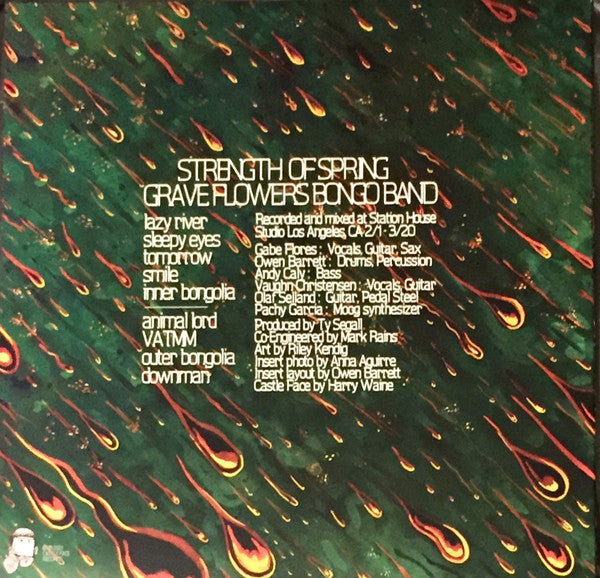 STRENGTH OF SPRING
GRAVE FLOWERS BONGO BAND
lazy river
sleepy eyes
tomorrow
smile
inner bongolia
animal lord
VATMM
outer bongolia
downman
Recorded and mixed at Station House
Studio Los Angeles, CA 2/1 - 3/20
Gabe Flores : Vocals, Guitar, Sax
Owen Barrett : Drums, Percussion
Andy Caly : Bass
Vaughn Christensen : Vocals, Guitar
Olaf Selland : Guitar, Pedal Steel
Pachy Garcia : Moog synthesizer
Produced by Ty Segall
Co-Engineered by Mark Rains
Art by Riley Kendig
Insert photo by Anna Aguirre
Insert layout by Owen Barrett
Castle Face by Harry Waine